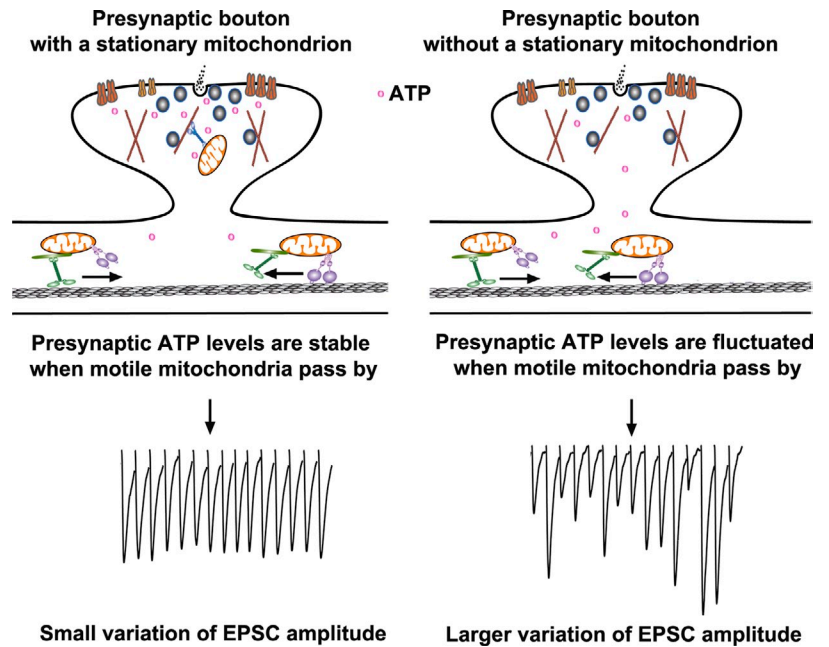 Presynaptic bouton
with a stationary mitochondrion
Presynaptic bouton
without a stationary mitochondrion
ATP
Presynaptic ATP levels are stable
when motile mitochondria pass by
Presynaptic ATP levels are fluctuated
when motile mitochondria pass by
Small variation of EPSC amplitude
Larger variation of EPSC amplitude